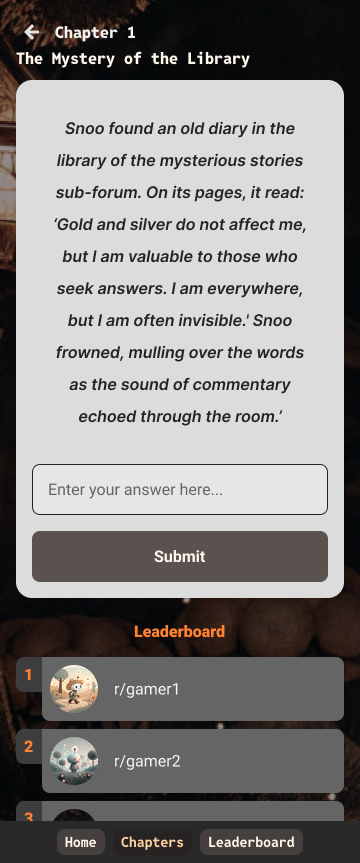 Chapter 1
The Mystery of the Library
Snoo found an old diary in the
library of the mysterious stories
sub-forum. On its pages, it read:
‘Gold and silver do not affect me,
but I am valuable to those who
seek answers. I am everywhere,
but I am often invisible.' Snoo
frowned, mulling over the words
as the sound of commentary
echoed through the room.’
Enter your answer here...
Submit
Leaderboard
1
r/gamer1
2
r/gamer2
3
Home Chapters Leaderboard